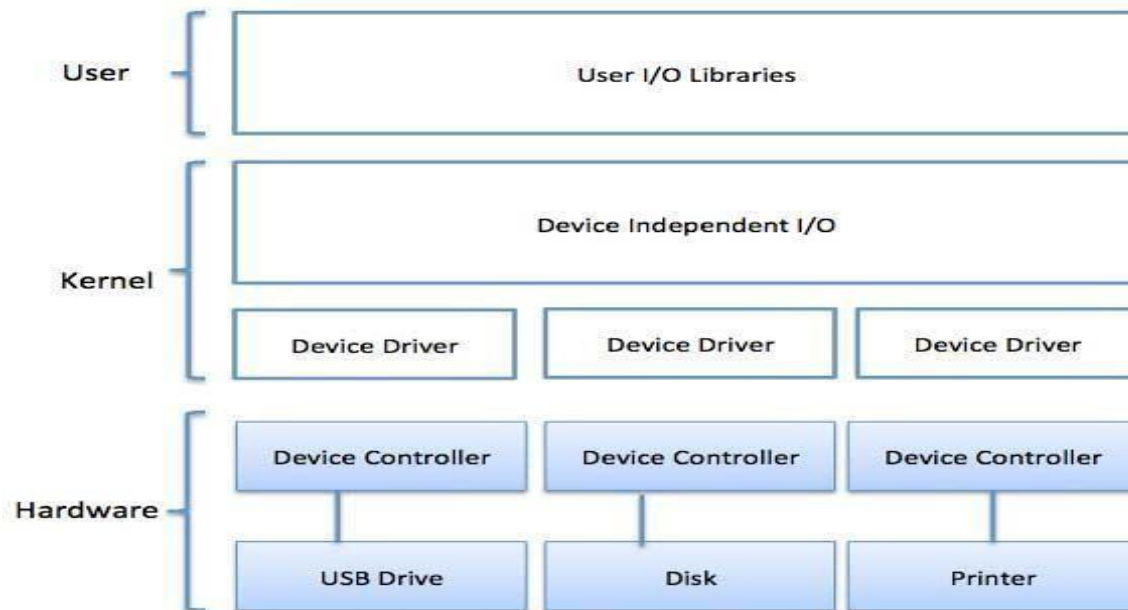 User
User I/O Libraries
Kernel
Device Independent I/O
Device Driver
Device Driver
Device Driver
Hardware
Device Controller
Device Controller
Device Controller
USB Drive
Disk
Printer